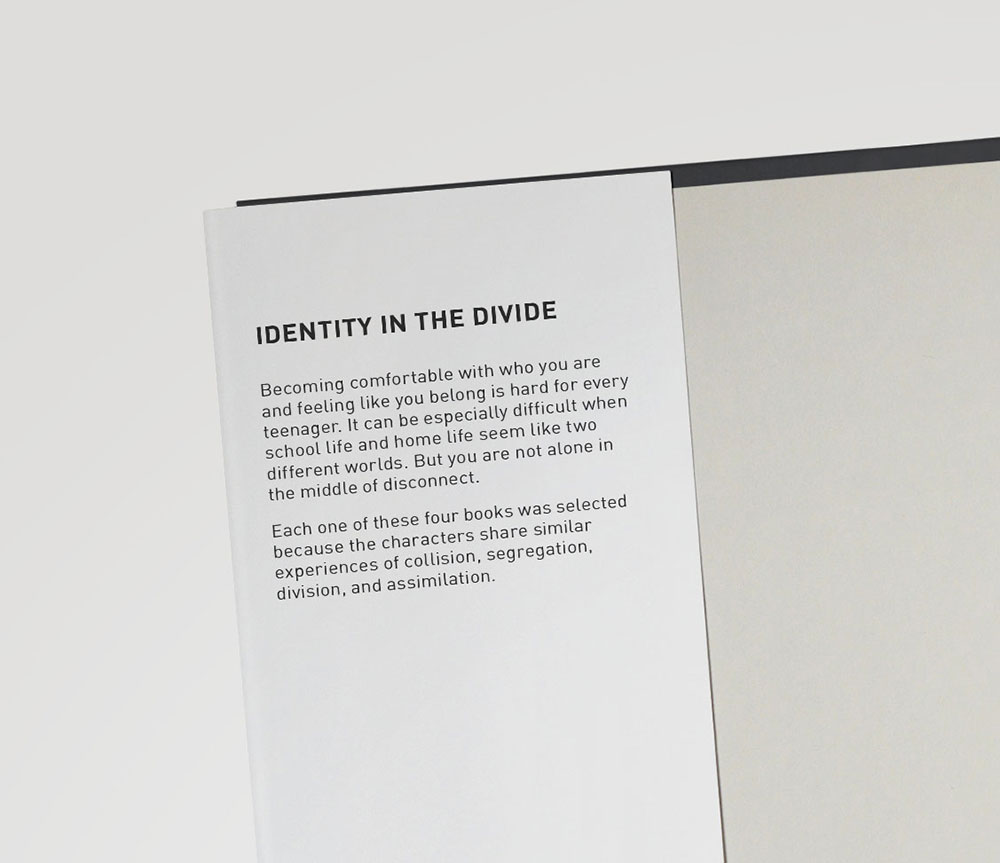 IDENTITY IN THE DIVIDE
Becoming comfortable with who you are
and feeling like you belong is hard for every
teenager. It can be especially difficult when
school life and home life seem like two
different worlds. But you are not alone in
the middle of disconnect.
Each one of these four books was selected
because the characters share similar
experiences of collision, segregation,
division, and assimilation.